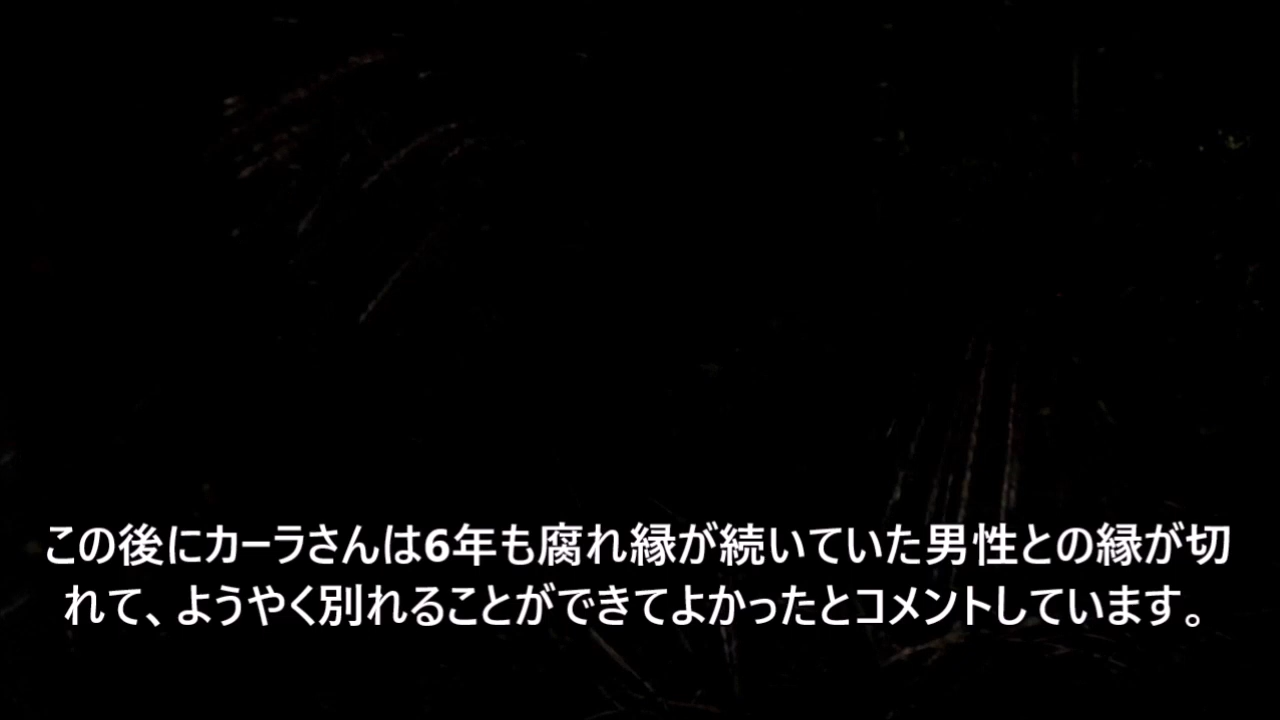 この後にカーラさんは6年も腐れ縁が続いていた男性との縁が切
れて、ようやく別れることができてよかったとコメントしています。